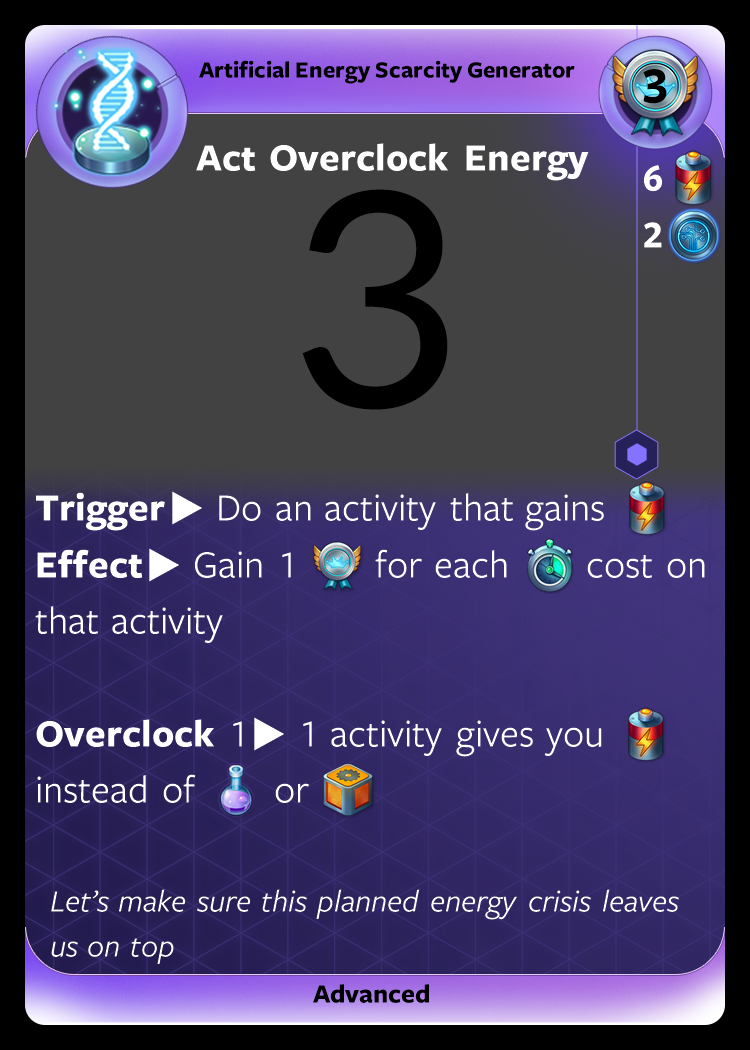 Artificial Energy Scarcity Generator
3
Act Overclock Energy
6
2
3
Trigger▶ Do an activity that gains
Effect▶ Gain 1 for each cost on
that activity
Overclock 1▶ 1 activity gives you
instead of or
Let's make sure this planned energy crisis leaves
us on top
Advanced